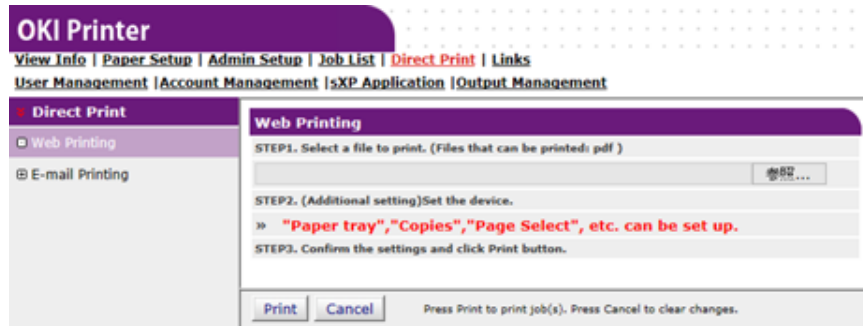 OKI Printer
View Info | Paper Setup | Admin Setup | Job List | Direct Print | Links
User Management |Account Management |sXP Application |Output Management
Direct Print
Web Printing
E-mail Printing
Web Printing
STEP1. Select a file to print. (Files that can be printed: pdf )
参照...
STEP2. (Additional setting)Set the device.
» "Paper tray","Copies","Page Select", etc. can be set up.
STEP3. Confirm the settings and click Print button.
Print Cancel Press Print to print job(s). Press Cancel to clear changes.